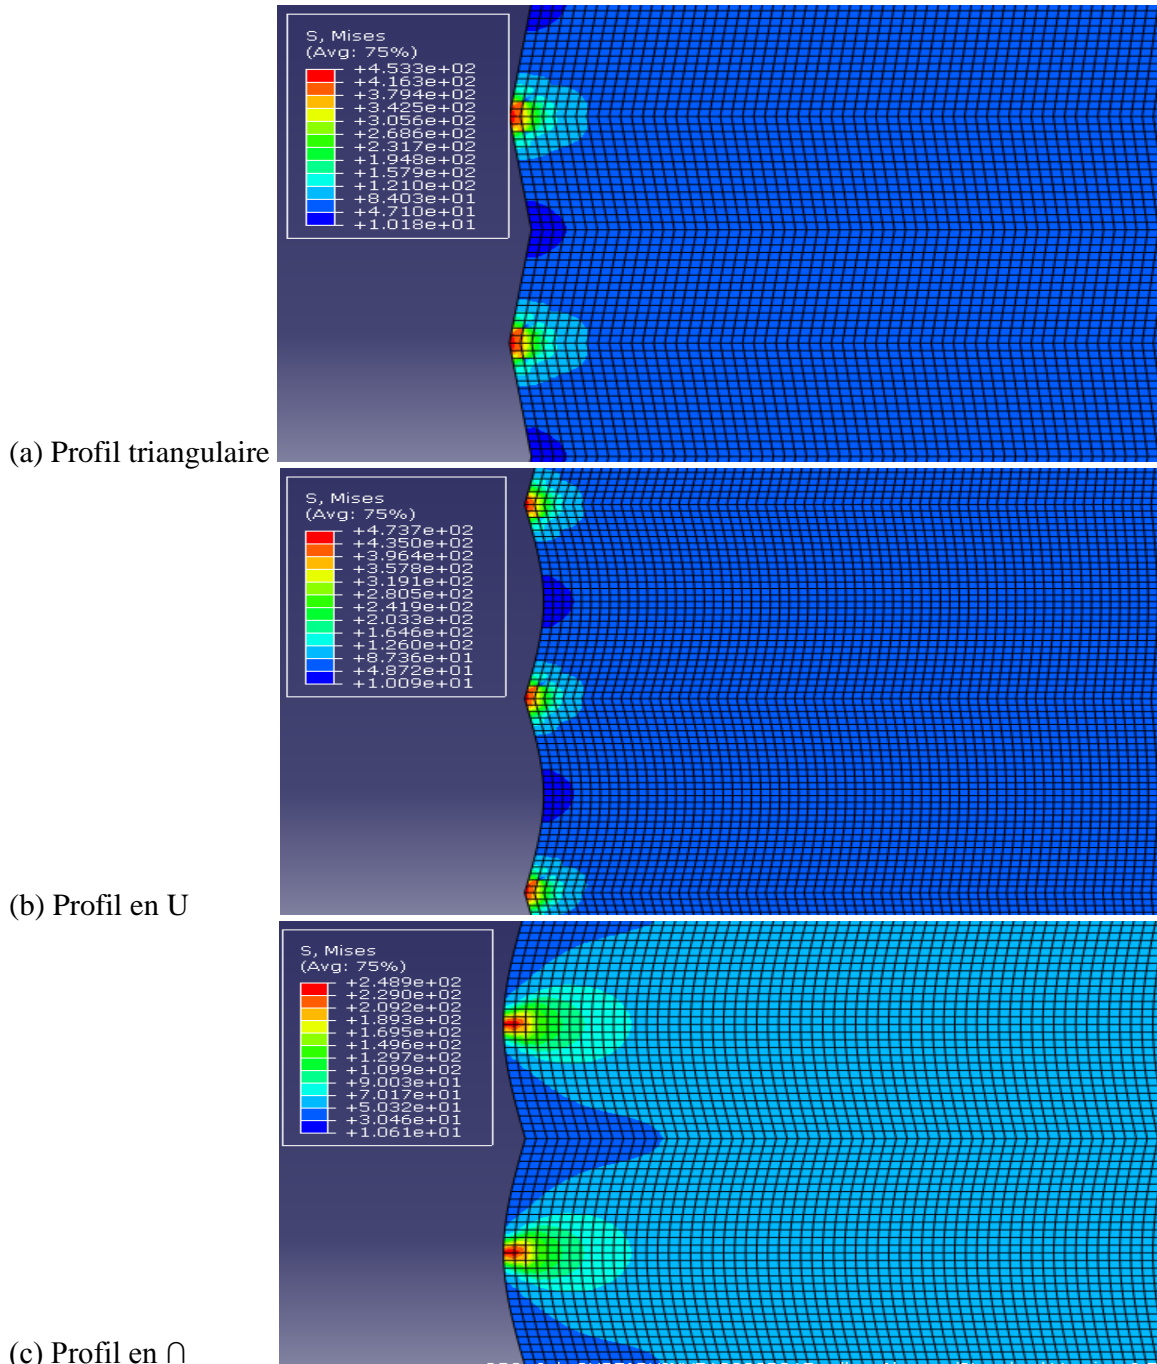 S, Mises
(Avg: 75%)
+4.533e+02
+4.163e+02
+3.794e+02
+3.425e+02
+3.056e+02
+2.686e+02
+2.317e+02
+1.948e+02
+1.579e+02
+1.210e+02
+8.403e+01
+4.710e+01
+1.018e+01
(a) Profil triangulaire
S, Mises
(Avg: 75%)
+4.737e+02
+4.350e+02
+3.964e+02
+3.578e+02
+3.191e+02
+2.805e+02
+2.419e+02
+2.033e+02
+1.646e+02
+1.260e+02
+8.736e+01
+4.872e+01
+1.009e+01
(b) Profil en U
S, Mises
(Avg: 75%)
+2.489e+02
+2.290e+02
+2.092e+02
+1.893e+02
+1.695e+02
+1.496e+02
+1.297e+02
+1.099e+02
+9.003e+01
+7.017e+01
+5.032e+01
+3.046e+01
+1.061e+01
(c) Profil en ∩